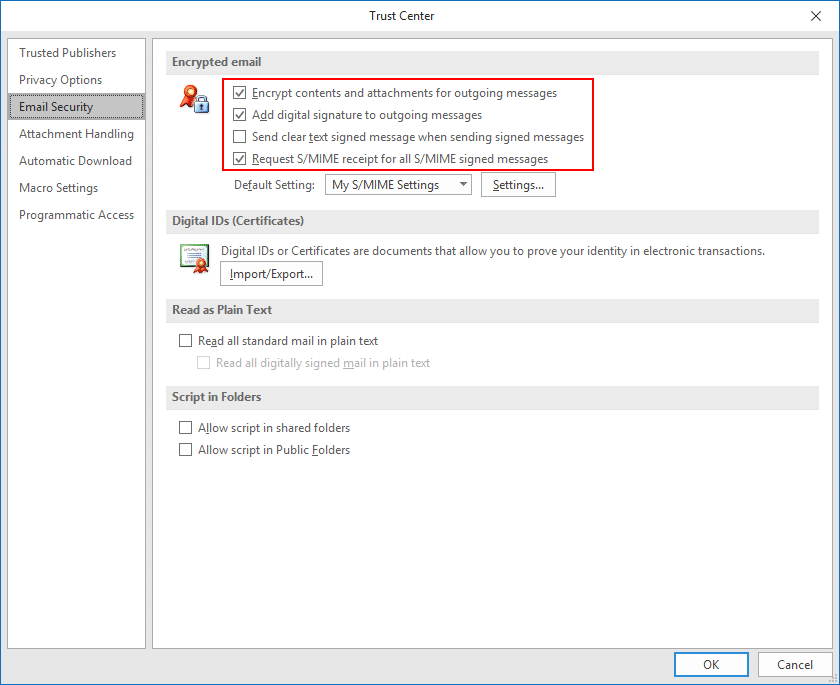 Trust Center
Trusted Publishers
Privacy Options
Email Security
Attachment Handling
Automatic Download
Macro Settings
Programmatic Access
Encrypted email
Encrypt contents and attachments for outgoing messages
Add digital signature to outgoing messages
Send clear text signed message when sending signed messages
Request S/MIME receipt for all S/MIME signed messages
Default Setting: My S/MIME Settings Settings...
Digital IDs (Certificates)
Digital IDs or Certificates are documents that allow you to prove your identity in electronic transactions.
Import/Export...
Read as Plain Text
Read all standard mail in plain text
Read all digitally signed mail in plain text
Script in Folders
Allow script in shared folders
Allow script in Public Folders
OK Cancel